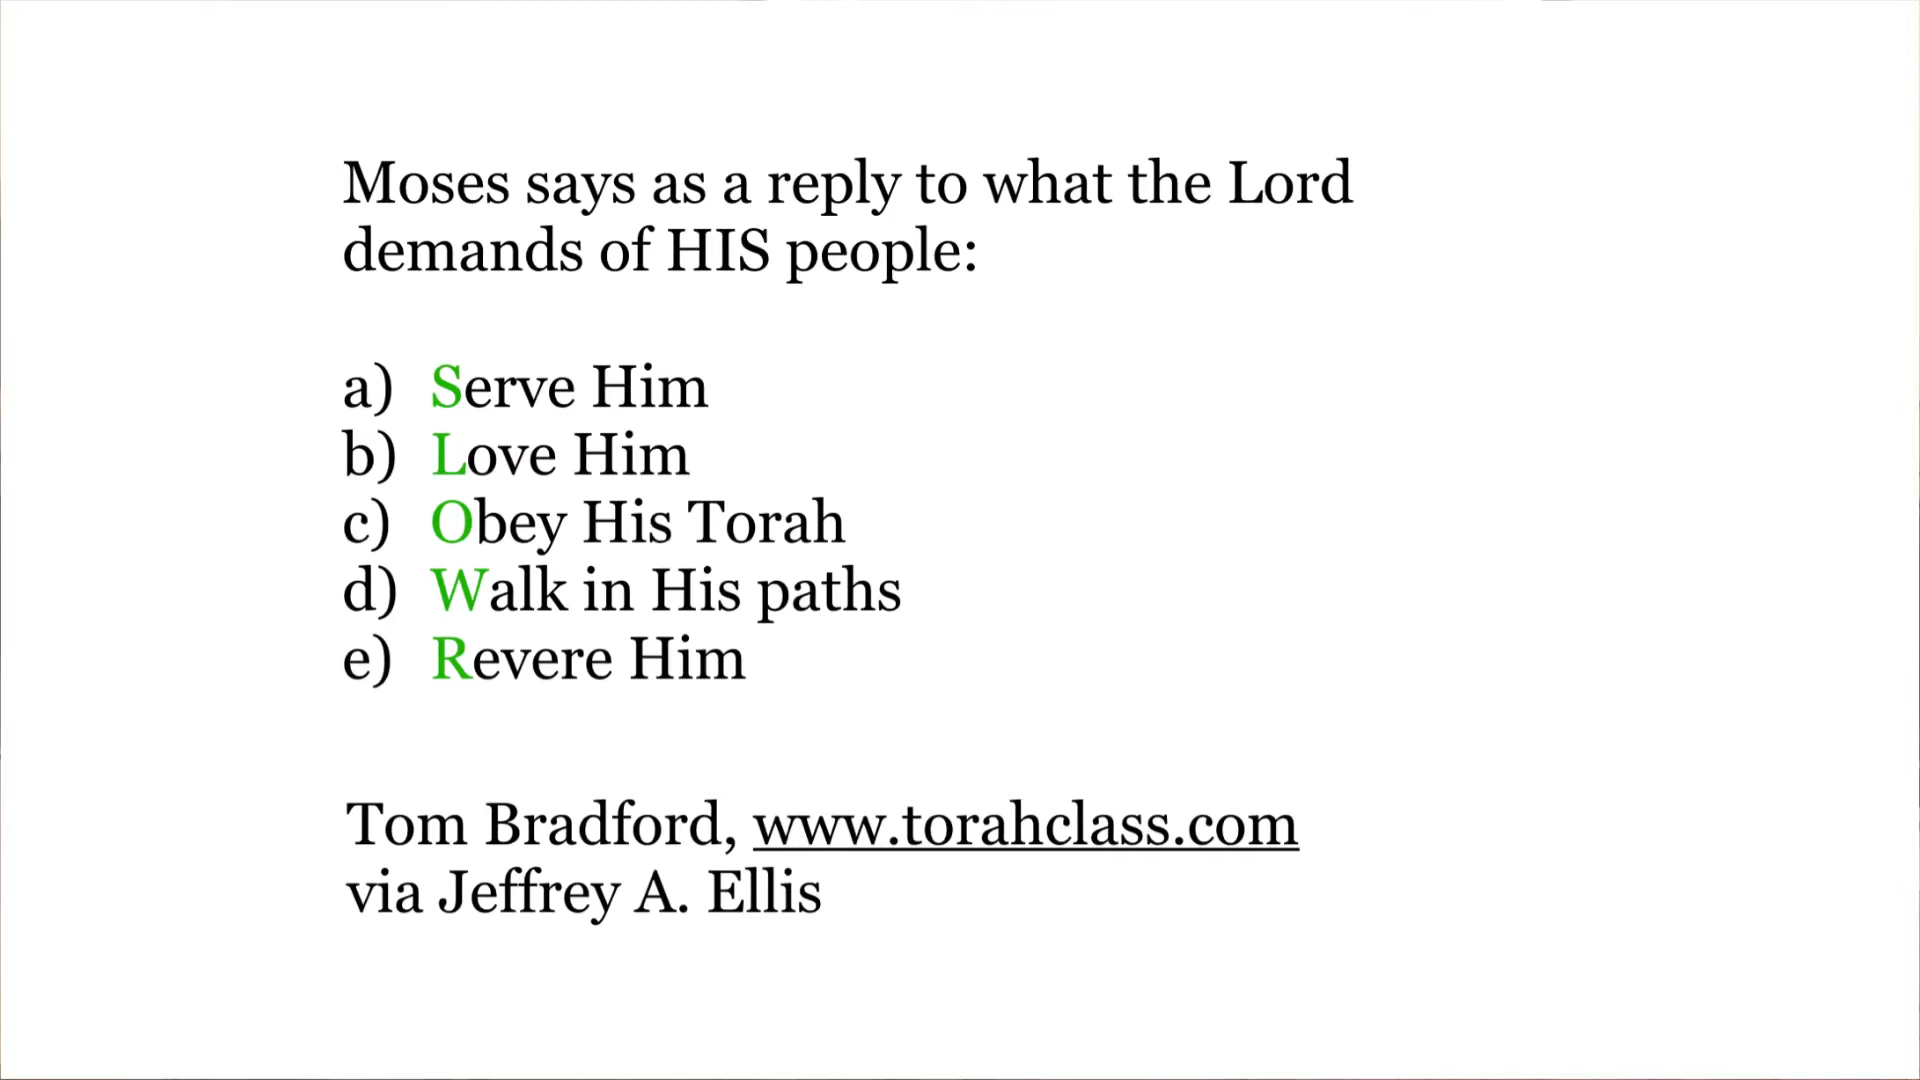 Moses says as a reply to what the Lord
demands of HIS people:
a) Serve Him
b) Love Him
c) Obey His Torah
d) Walk in His paths
e) Revere Him
Tom Bradford, www.torahclass.com
via Jeffrey A. Ellis